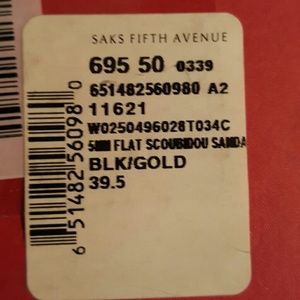 SAKS FIFTH AVENUE
695 50 0339
651482560980 A2
11621
W0250496028T034C
5MM FLAT SCOUBIDOU SANDA
BLK/GOLD
39.5
6 51482 56098 0